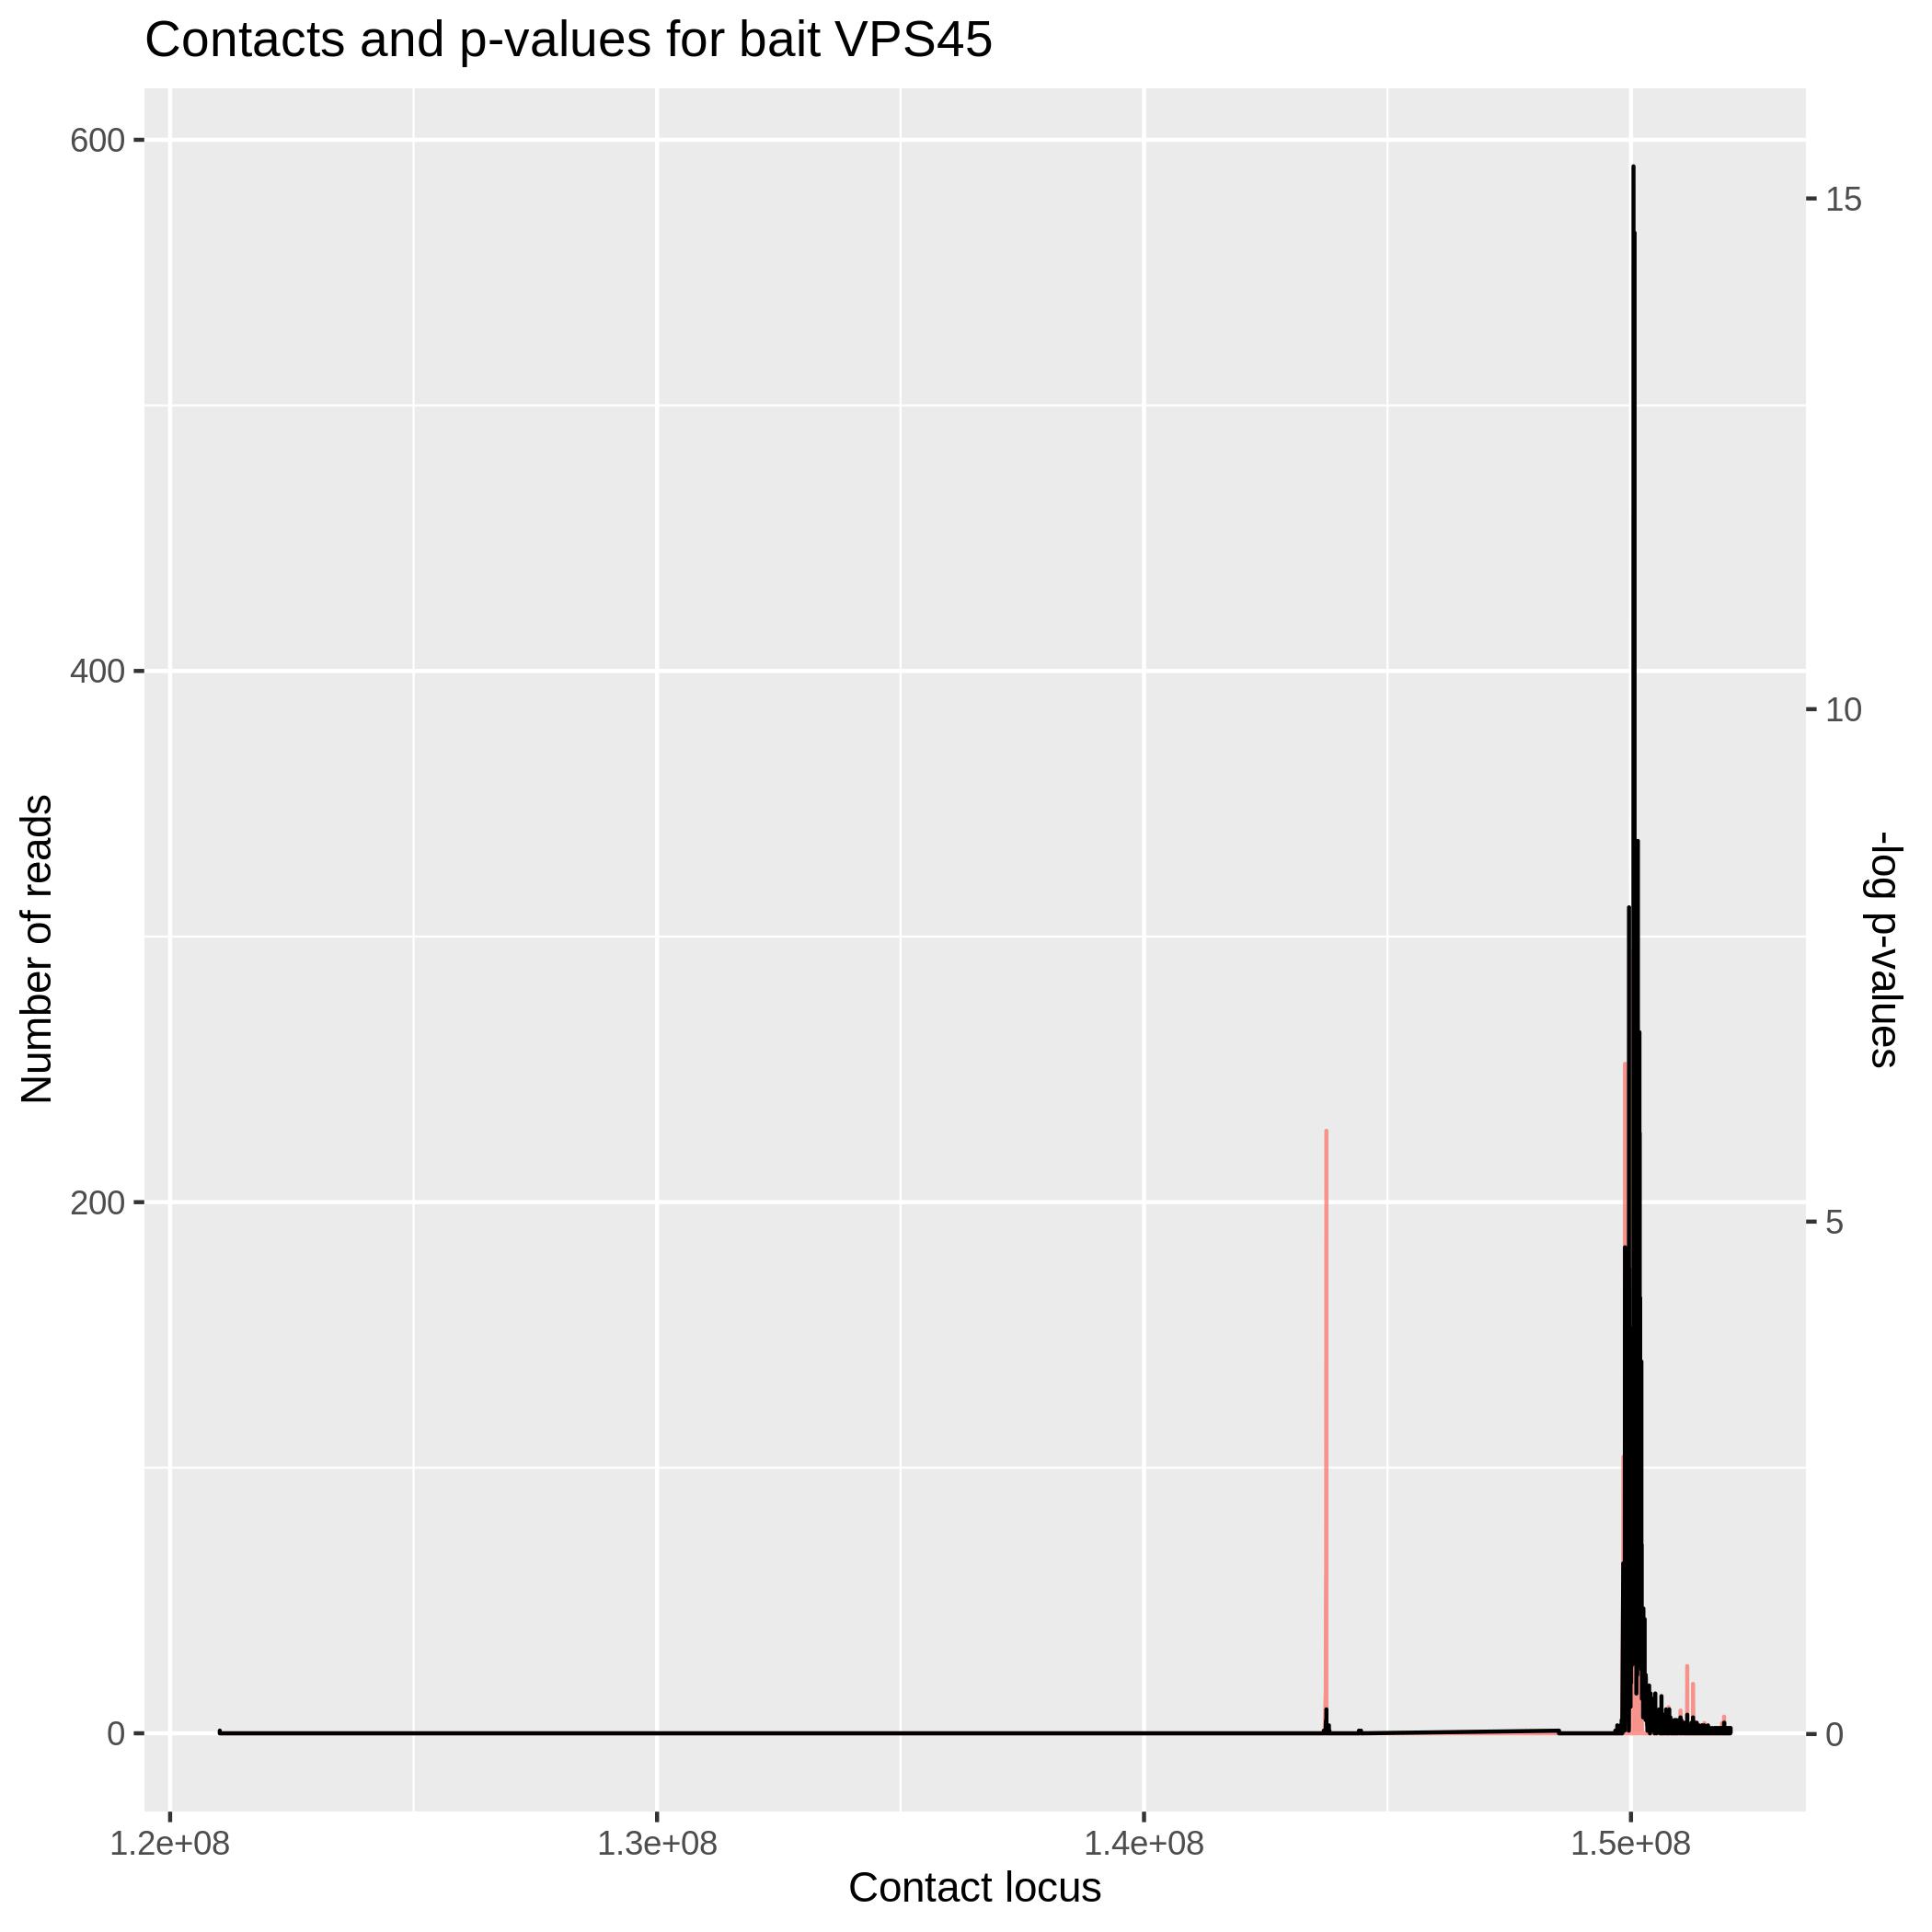 Contacts and p-values for bait VPS45
600
400
200
0
Number of reads
15
10
5
0
-log p-values
1.2e+08 1.3e+08 1.4e+08 1.5e+08
Contact locus